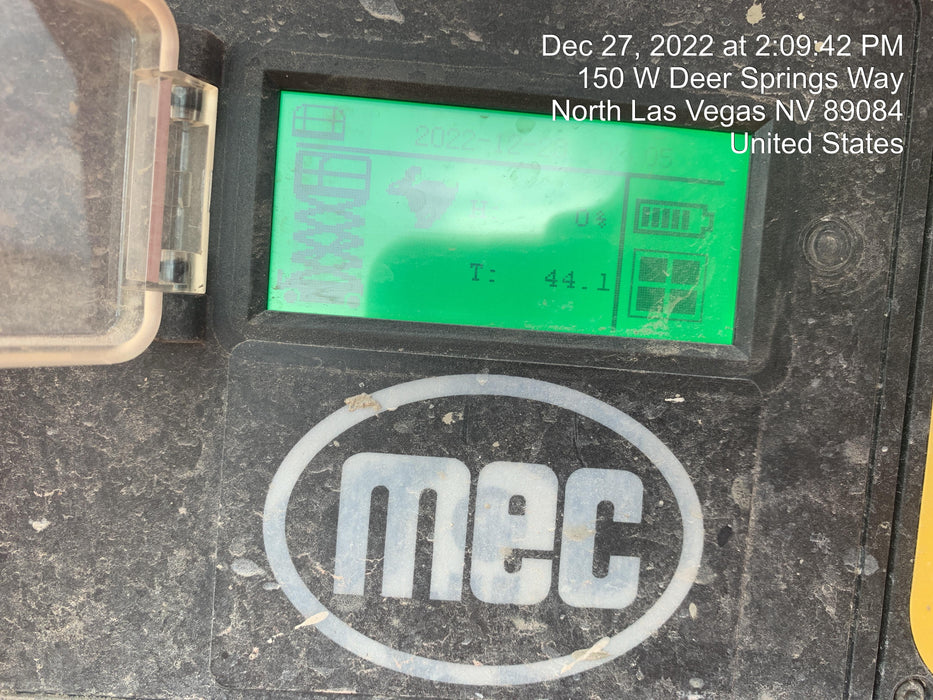 Dec 27, 2022 at 2:09:42 PM
150 W Deer Springs Way
North Las Vegas NV 89084
United States
0%
T: 44.1
mec